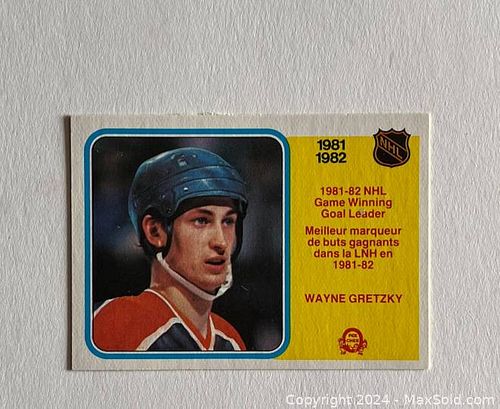 1981
1982
NHL
1981-82 NHL
Game Winning
Goal Leader
Meilleur marqueur
de buts gagnants
dans la LNH en
1981-82
WAYNE GRETZKY
Copyright 2024 - MaxSold.com